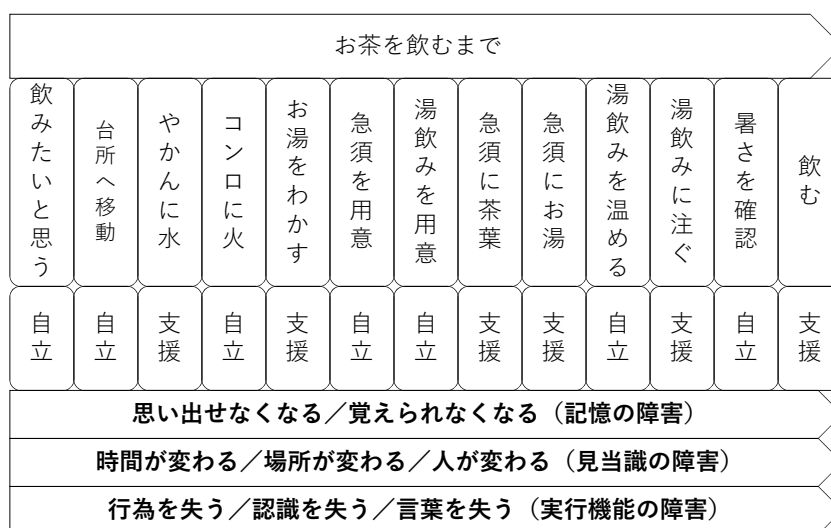 お茶を飲むまで
飲みたいと思う
台所へ移動
やかんに水
コンロに火
お湯をわかす
急須を用意
湯飲みを用意
急須に茶葉
急須にお湯
湯飲みを温める
湯飲みに注ぐ
暑さを確認
飲む
自立
自立
支援
自立
支援
自立
自立
支援
支援
自立
支援
自立
支援
思い出せなくなる／覚えられなくなる（記憶の障害）
時間が変わる／場所が変わる／人が変わる（見当識の障害）
行為を失う／認識を失う／言葉を失う（実行機能の障害）